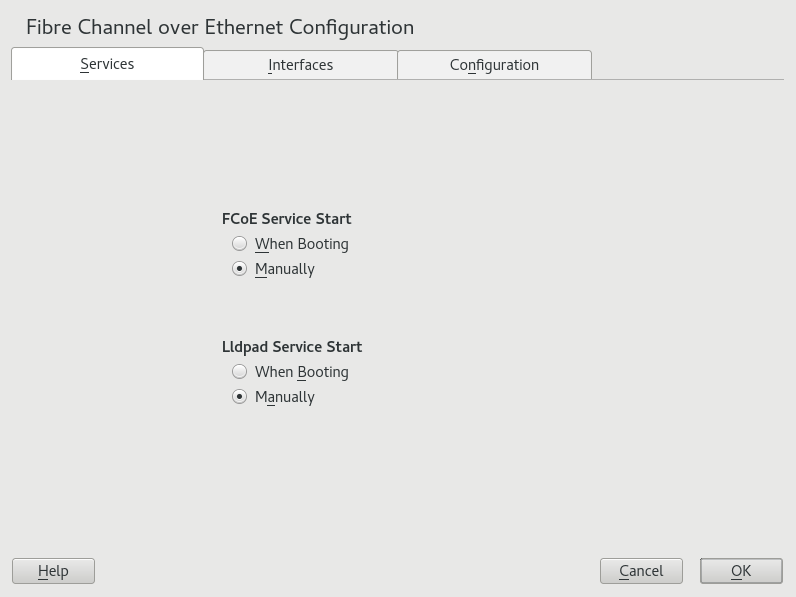 Fibre Channel over Ethernet Configuration
Services Interfaces Configuration
FCoE Service Start
When Booting
Manually
Lldpad Service Start
When Booting
Manually
Help Cancel OK